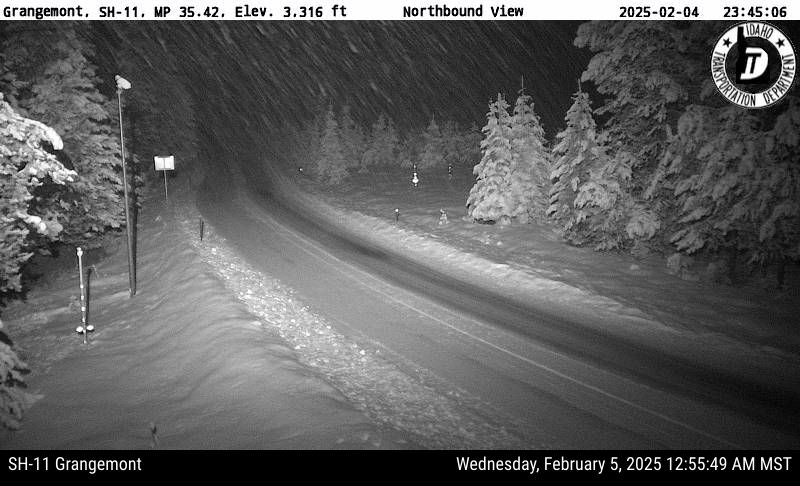 Grangemont, SH-11, MP 35.42, Elev. 3,316 ft Northbound View 2025-02-04 23:45:06
IDAHO
TRANSPORTATION DEPARTMENT
SH-11 Grangemont Wednesday, February 5, 2025 12:55:49 AM MST